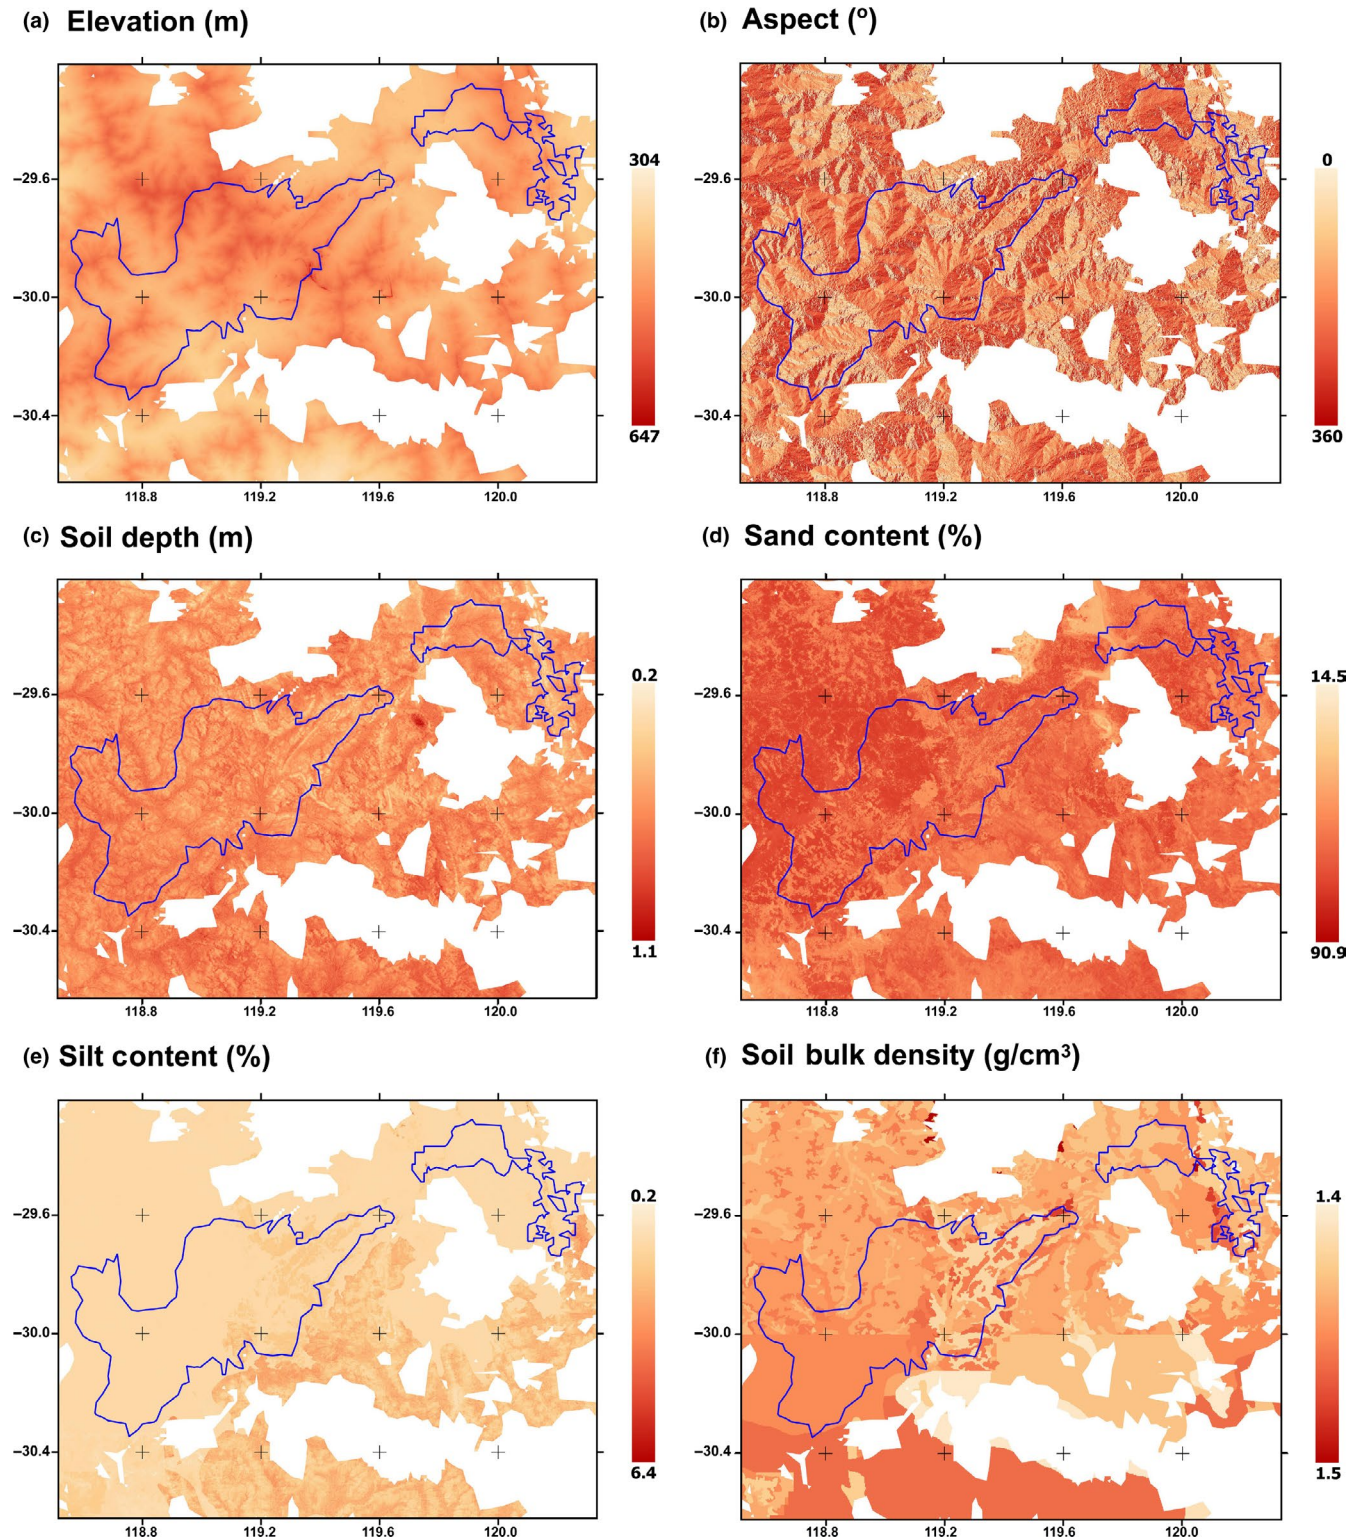 (a) Elevation (m)
(b) Aspect (º)
−29.6
−30.0
−30.4
304
647
0
360
118.8 119.2 119.6 120.0
118.8 119.2 119.6 120.0
(c) Soil depth (m)
(d) Sand content (%)
−29.6
−30.0
−30.4
−29.6
−30.0
−30.4
0.2
1.1
14.5
90.9
118.8 119.2 119.6 120.0
118.8 119.2 119.6 120.0
(e) Silt content (%)
(f) Soil bulk density (g/cm³)
−29.6
−30.0
−30.4
−29.6
−30.0
−30.4
0.2
6.4
1.4
1.5
118.8 119.2 119.6 120.0
118.8 119.2 119.6 120.0
−29.6
−30.0
−30.4